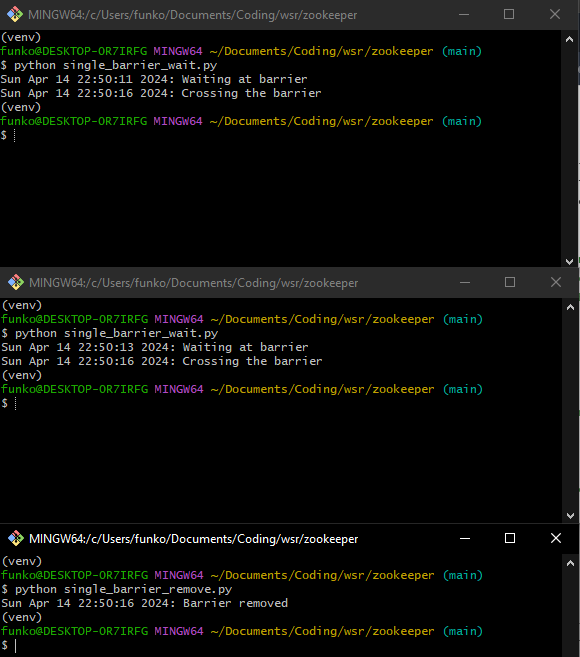 MINGW64:/c/Users/funko/Documents/Coding/wsr/zookeeper
(venv)
funko@DESKTOP-OR7IRFG MINGW64 ~/Documents/Coding/wsr/zookeeper (main)
$ python single_barrier_wait.py
Sun Apr 14 22:50:11 2024: Waiting at barrier
Sun Apr 14 22:50:16 2024: Crossing the barrier
(venv)
funko@DESKTOP-OR7IRFG MINGW64 ~/Documents/Coding/wsr/zookeeper (main)
$
MINGW64:/c/Users/funko/Documents/Coding/wsr/zookeeper
(venv)
funko@DESKTOP-OR7IRFG MINGW64 ~/Documents/Coding/wsr/zookeeper (main)
$ python single_barrier_wait.py
Sun Apr 14 22:50:13 2024: Waiting at barrier
Sun Apr 14 22:50:16 2024: Crossing the barrier
(venv)
funko@DESKTOP-OR7IRFG MINGW64 ~/Documents/Coding/wsr/zookeeper (main)
$
MINGW64:/c/Users/funko/Documents/Coding/wsr/zookeeper
(venv)
funko@DESKTOP-OR7IRFG MINGW64 ~/Documents/Coding/wsr/zookeeper (main)
$ python single_barrier_remove.py
Sun Apr 14 22:50:16 2024: Barrier removed
(venv)
funko@DESKTOP-OR7IRFG MINGW64 ~/Documents/Coding/wsr/zookeeper (main)
$